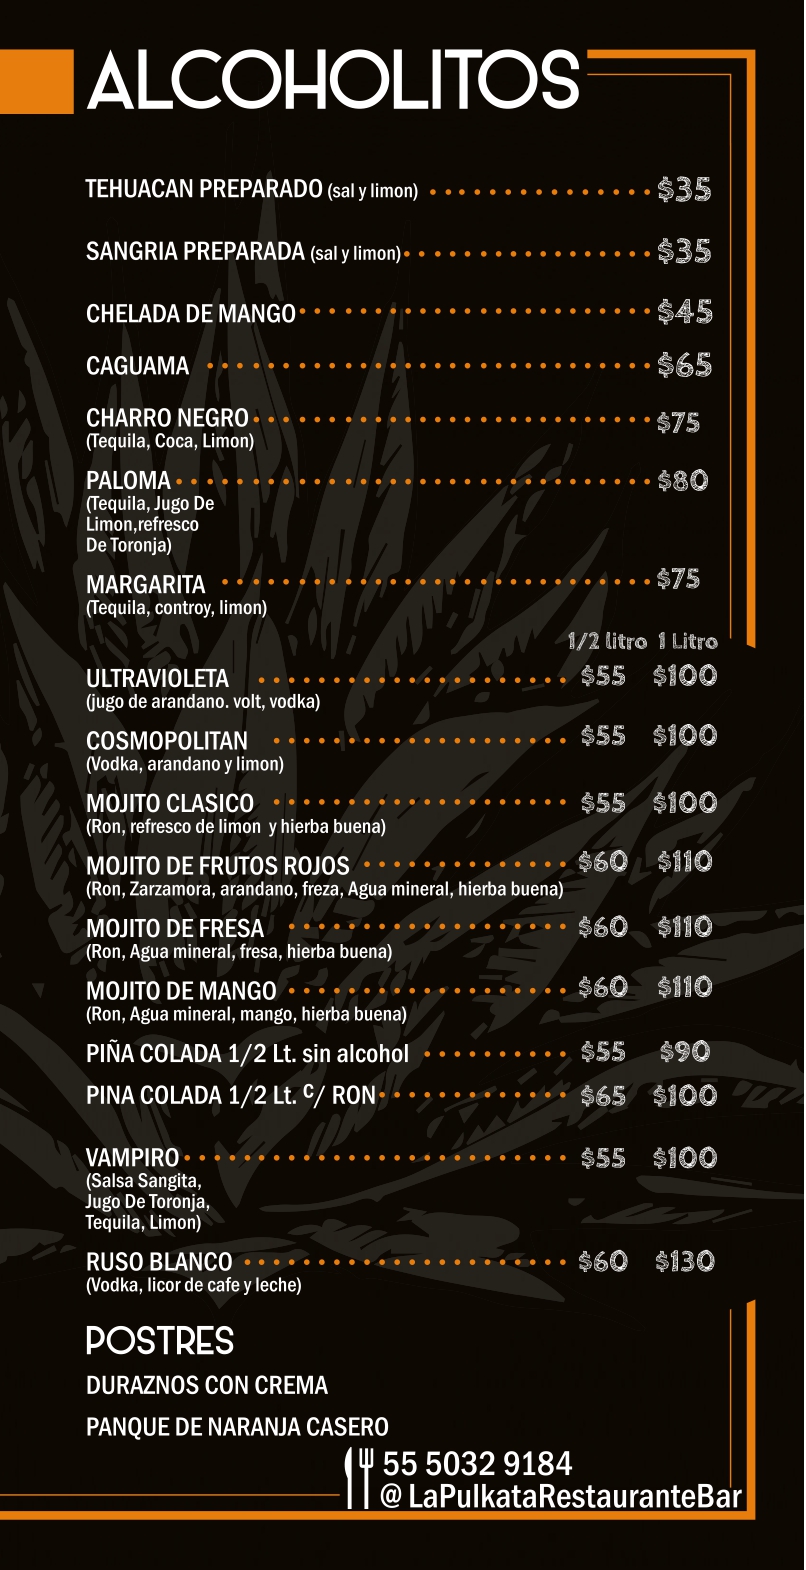 ALCOHOLITOS
TEHUACAN PREPARADO (sal y limon) $35
SANGRIA PREPARADA (sal y limon) $35
CHELADA DE MANGO $45
CAGUAMA $65
CHARRO NEGRO $75
(Tequila, Coca, Limon)
PALOMA $80
(Tequila, Jugo De
Limon,refresco
De Toronja)
MARGARITA $75
(Tequila, controy, limon)
1/2 litro 1 Litro
ULTRAVIOLETA $55 $100
(jugo de arandano. volt, vodka)
COSMOPOLITAN $55 $100
(Vodka, arandano y limon)
MOJITO CLASICO $55 $100
(Ron, refresco de limon y hierba buena)
MOJITO DE FRUTOS ROJOS $60 $110
(Ron, Zarzamora, arandano, freza, Agua mineral, hierba buena)
MOJITO DE FRESA $60 $110
(Ron, Agua mineral, fresa, hierba buena)
MOJITO DE MANGO $60 $110
(Ron, Agua mineral, mango, hierba buena)
PIÑA COLADA 1/2 Lt. sin alcohol $55 $90
PINA COLADA 1/2 Lt. c/ RON $65 $100
VAMPIRO $55 $100
(Salsa Sangita,
Jugo De Toronja,
Tequila, Limon)
RUSO BLANCO $60 $130
(Vodka, licor de cafe y leche)
POSTRES
DURAZNOS CON CREMA
PANQUE DE NARANJA CASERO
55 5032 9184
@ LaPulkataRestauranteBar